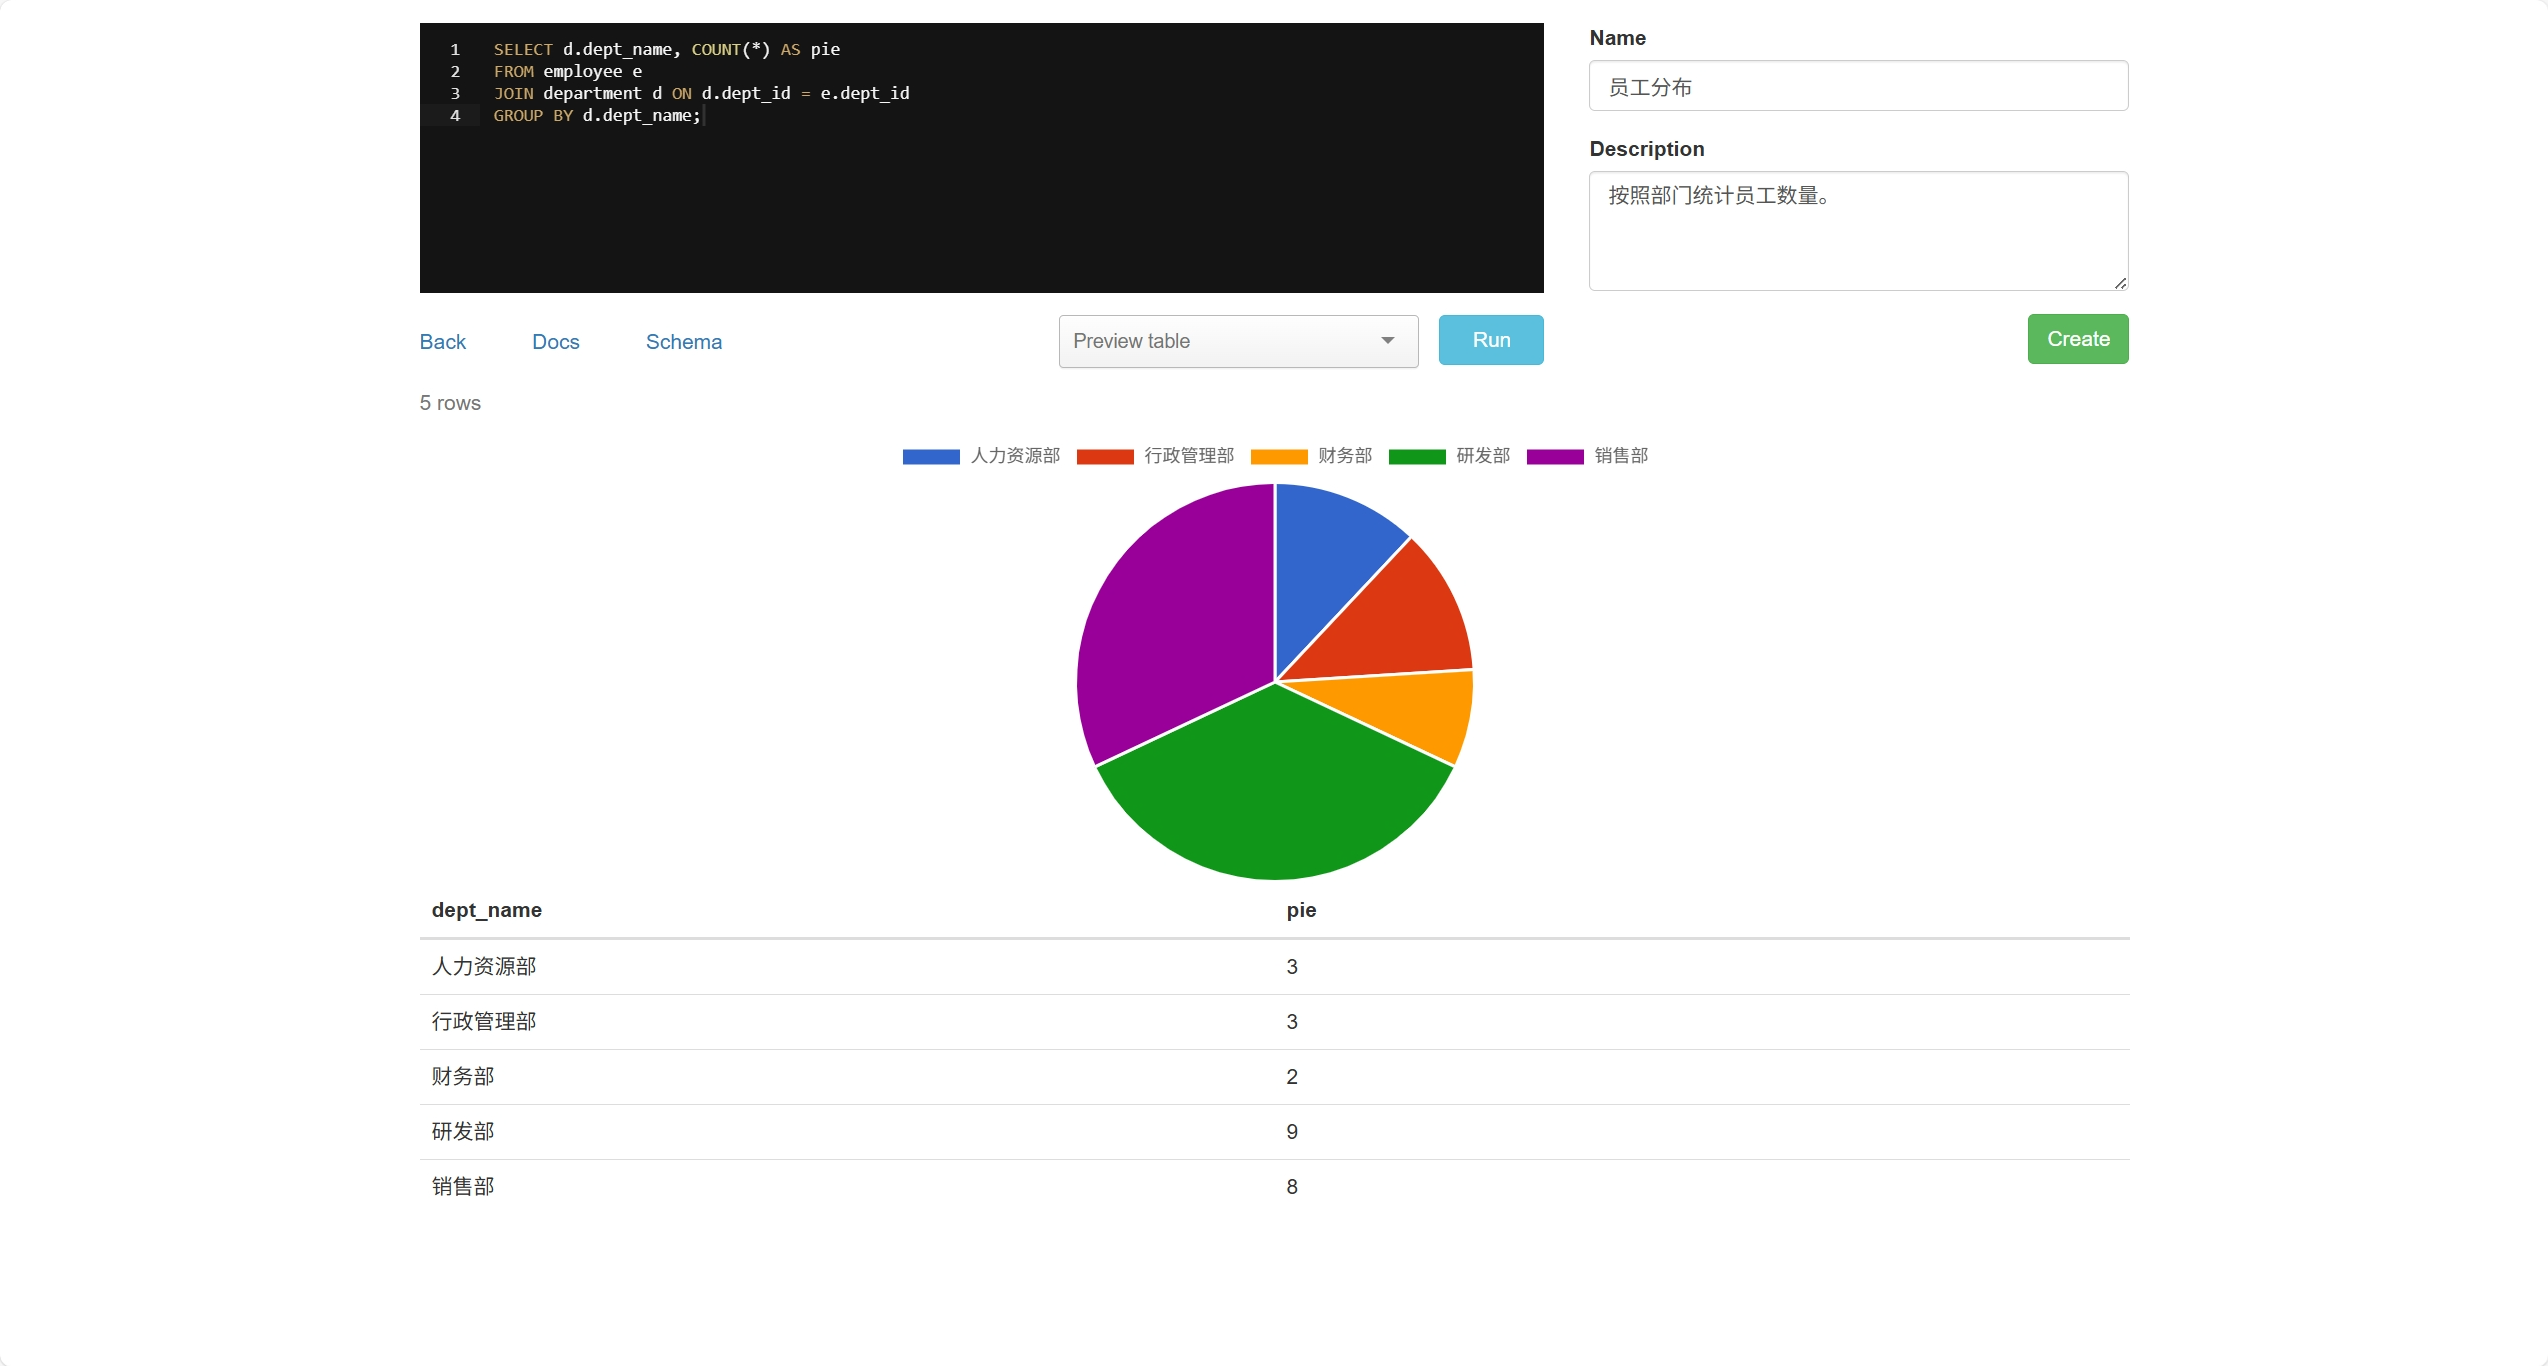 1 SELECT d.dept_name, COUNT(*) AS pie
2 FROM employee e
3 JOIN department d ON d.dept_id = e.dept_id
4 GROUP BY d.dept_name;
Name
员工分布
Description
按照部门统计员工数量。
Back Docs Schema Preview table Run Create
5 rows
人力资源部 行政管理部 财务部 研发部 销售部
dept_name pie
人力资源部 3
行政管理部 3
财务部 2
研发部 9
销售部 8